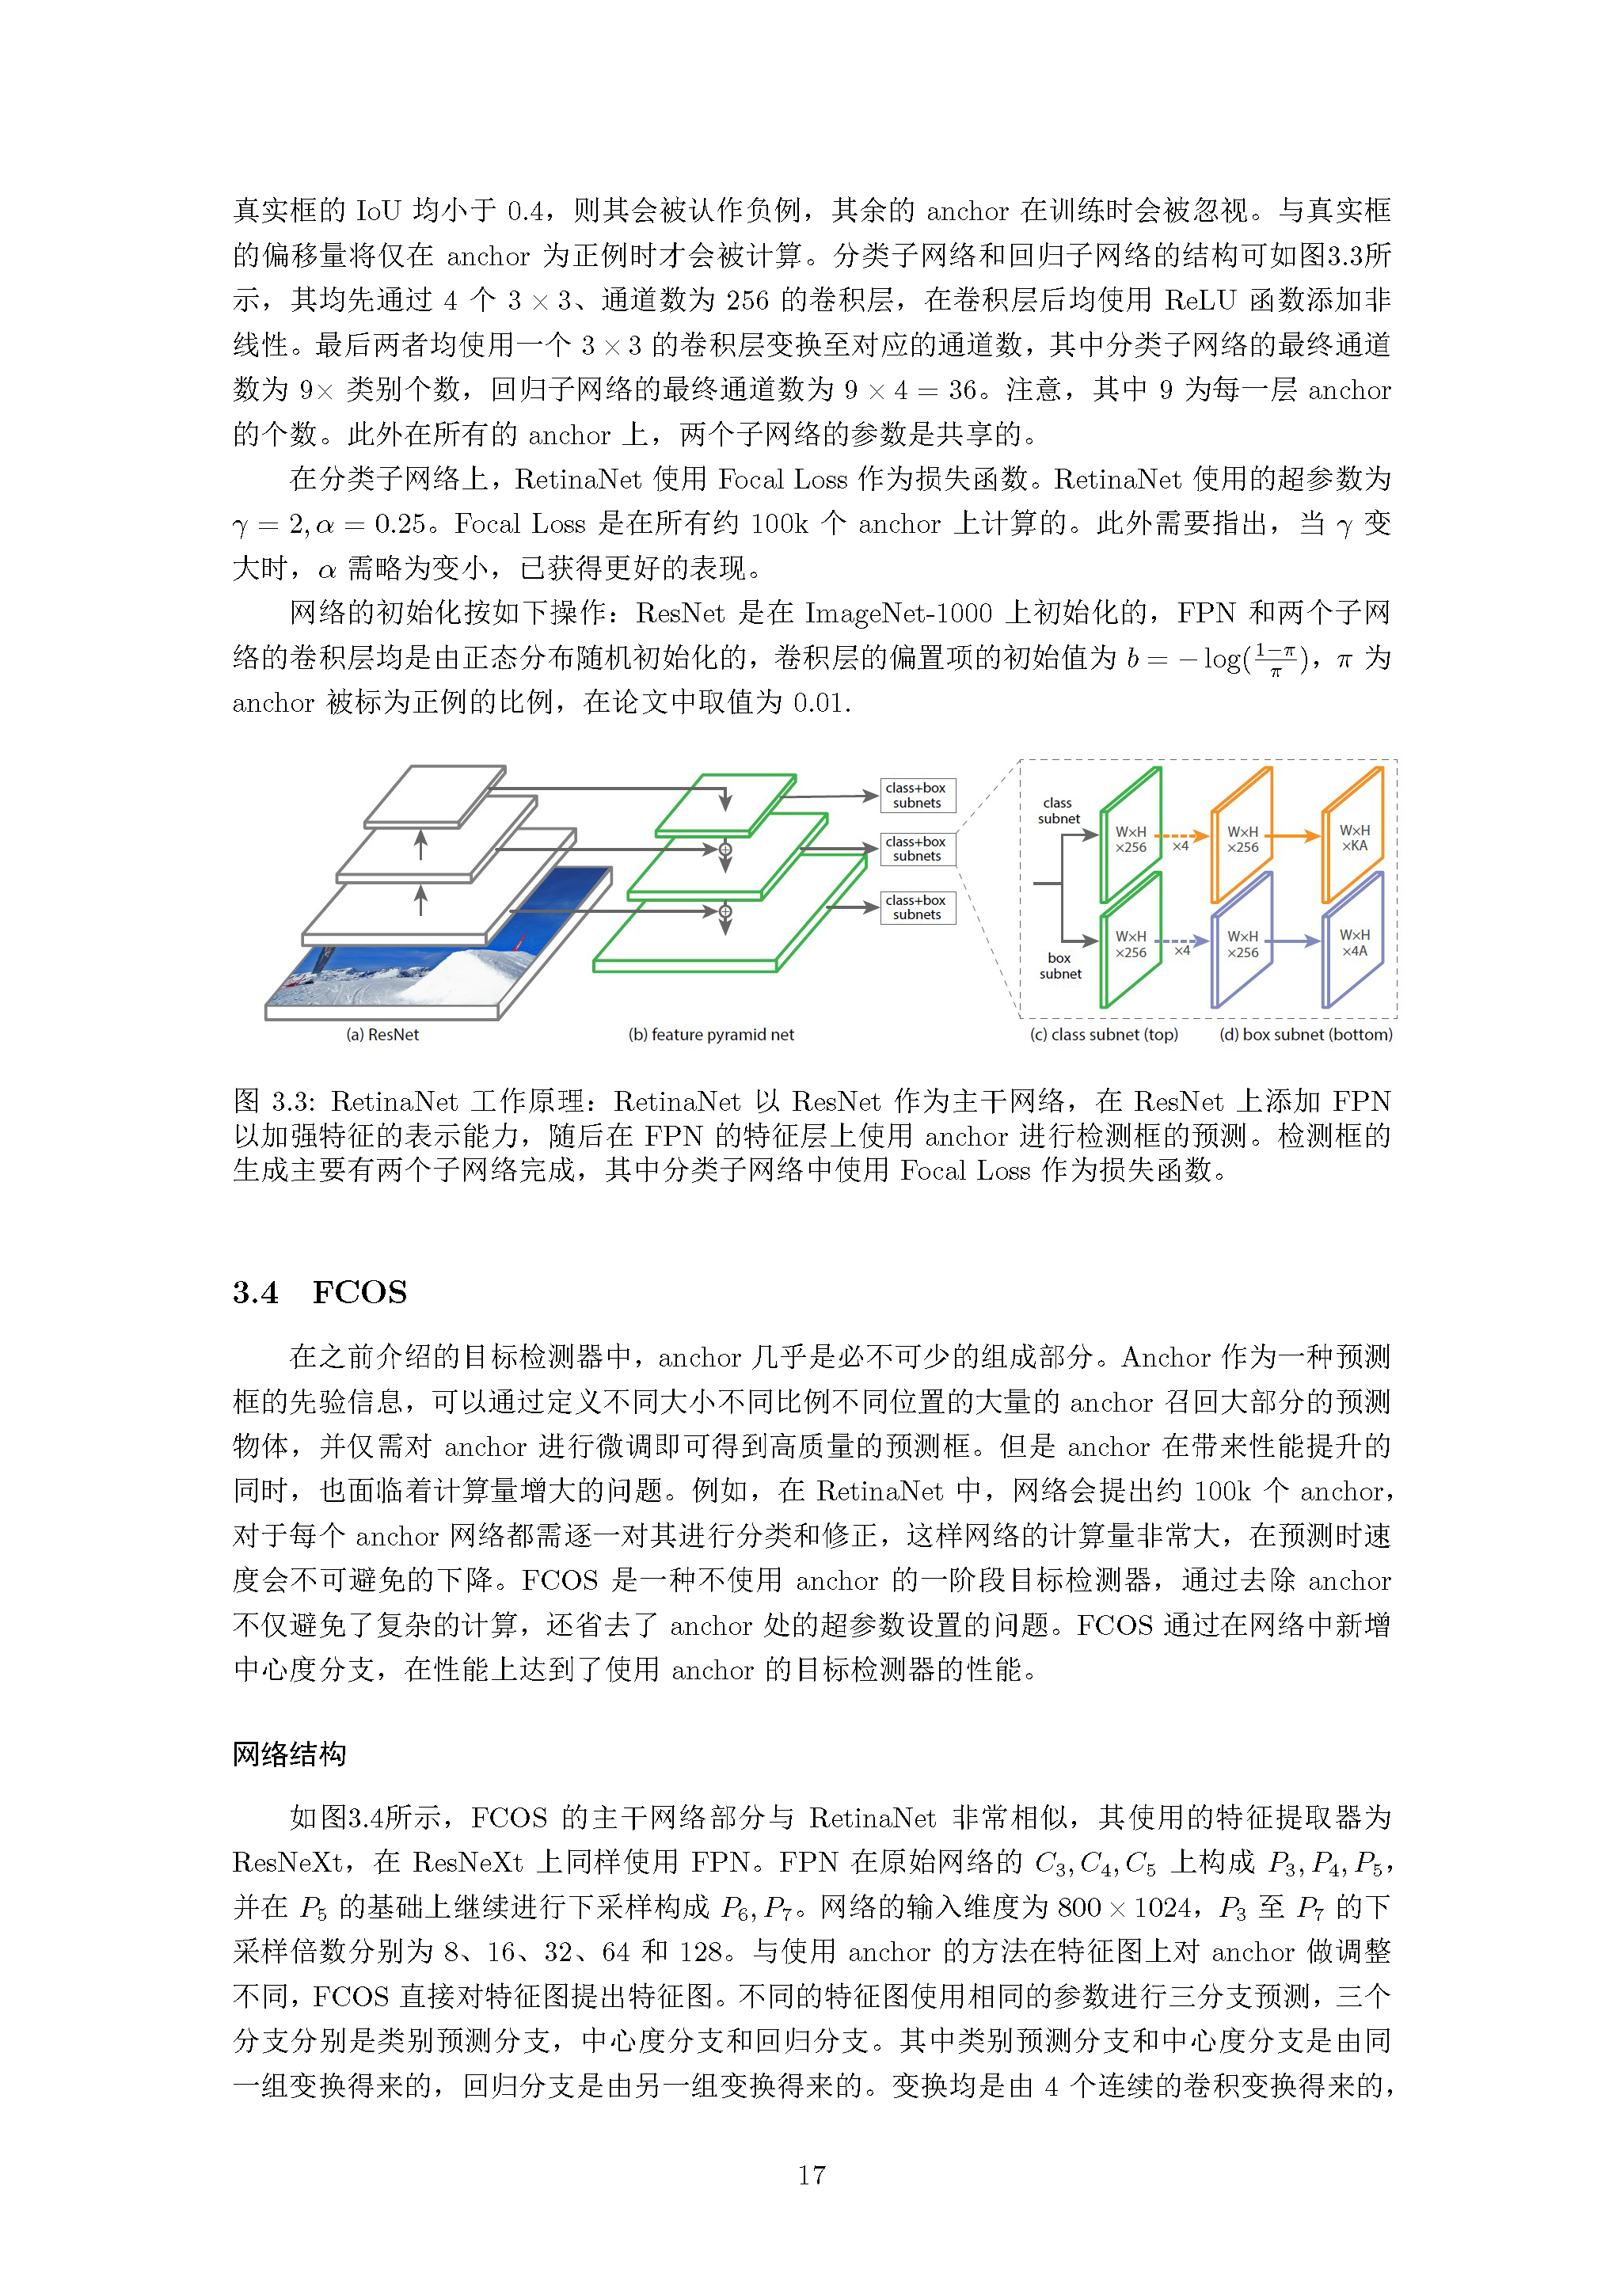 真实框的 IoU 均小于 0.4，则其会被认作负例，其余的 anchor 在训练时会被忽视。与真实框
的偏移量将仅在 anchor 为正例时才会被计算。分类子网络和回归子网络的结构可如图3.3所
示，其均先通过 4 个 3 × 3、通道数为 256 的卷积层，在卷积层后均使用 ReLU 函数添加非
线性。最后两者均使用一个 3 × 3 的卷积层变换至对应的通道数，其中分类子网络的最终通道
数为 9× 类别个数，回归子网络的最终通道数为 9 × 4 = 36。注意，其中 9 为每一层 anchor
的个数。此外在所有的 anchor 上，两个子网络的参数是共享的。
在分类子网络上，RetinaNet 使用 Focal Loss 作为损失函数。RetinaNet 使用的超参数为
γ = 2, α = 0.25。Focal Loss 是在所有约 100k 个 anchor 上计算的。此外需要指出，当 γ 变
大时，α 需略为变小，已获得更好的表现。
网络的初始化按如下操作：ResNet 是在 ImageNet-1000 上初始化的，FPN 和两个子网
络的卷积层均是由正态分布随机初始化的，卷积层的偏置项的初始值为 b = − log(\frac{1−π}{π})，π 为
anchor 被标为正例的比例，在论文中取值为 0.01.
class+box
subnets
class+box
subnets
class+box
subnets
class
subnet
W×H
×256
×4
W×H
×256
W×H
×KA
box
subnet
W×H
×256
×4
W×H
×256
W×H
×4A
(a) ResNet
(b) feature pyramid net
(c) class subnet (top)
(d) box subnet (bottom)
图 3.3: RetinaNet 工作原理：RetinaNet 以 ResNet 作为主干网络，在 ResNet 上添加 FPN
以加强特征的表示能力，随后在 FPN 的特征层上使用 anchor 进行检测框的预测。检测框的
生成主要有两个子网络完成，其中分类子网络中使用 Focal Loss 作为损失函数。
3.4 FCOS
在之前介绍的目标检测器中，anchor 几乎是必不可少的组成部分。Anchor 作为一种预测
框的先验信息，可以通过定义不同大小不同比例不同位置的大量的 anchor 召回大部分的预测
物体，并仅需对 anchor 进行微调即可得到高质量的预测框。但是 anchor 在带来性能提升的
同时，也面临着计算量增大的问题。例如，在 RetinaNet 中，网络会提出约 100k 个 anchor，
对于每个 anchor 网络都需逐一对其进行分类和修正，这样网络的计算量非常大，在预测时速
度会不可避免的下降。FCOS 是一种不使用 anchor 的一阶段目标检测器，通过去除 anchor
不仅避免了复杂的计算，还省去了 anchor 处的超参数设置的问题。FCOS 通过在网络中新增
中心度分支，在性能上达到了使用 anchor 的目标检测器的性能。
网络结构
如图3.4所示，FCOS 的主干网络部分与 RetinaNet 非常相似，其使用的特征提取器为
ResNeXt，在 ResNeXt 上同样使用 FPN。FPN 在原始网络的 C₃, C₄, C₅ 上构成 P₃, P₄, P₅，
并在 P₅ 的基础上继续进行下采样构成 P₆, P₇。网络的输入维度为 800 × 1024，P₃ 至 P₇ 的下
采样倍数分别为 8、16、32、64 和 128。与使用 anchor 的方法在特征图上对 anchor 做调整
不同，FCOS 直接对特征图提出特征图。不同的特征图使用相同的参数进行三分支预测，三个
分支分别是类别预测分支，中心度分支和回归分支。其中类别预测分支和中心度分支是由同
一组变换得来的，回归分支是由另一组变换得来的。变换均是由 4 个连续的卷积变换得来的，
17